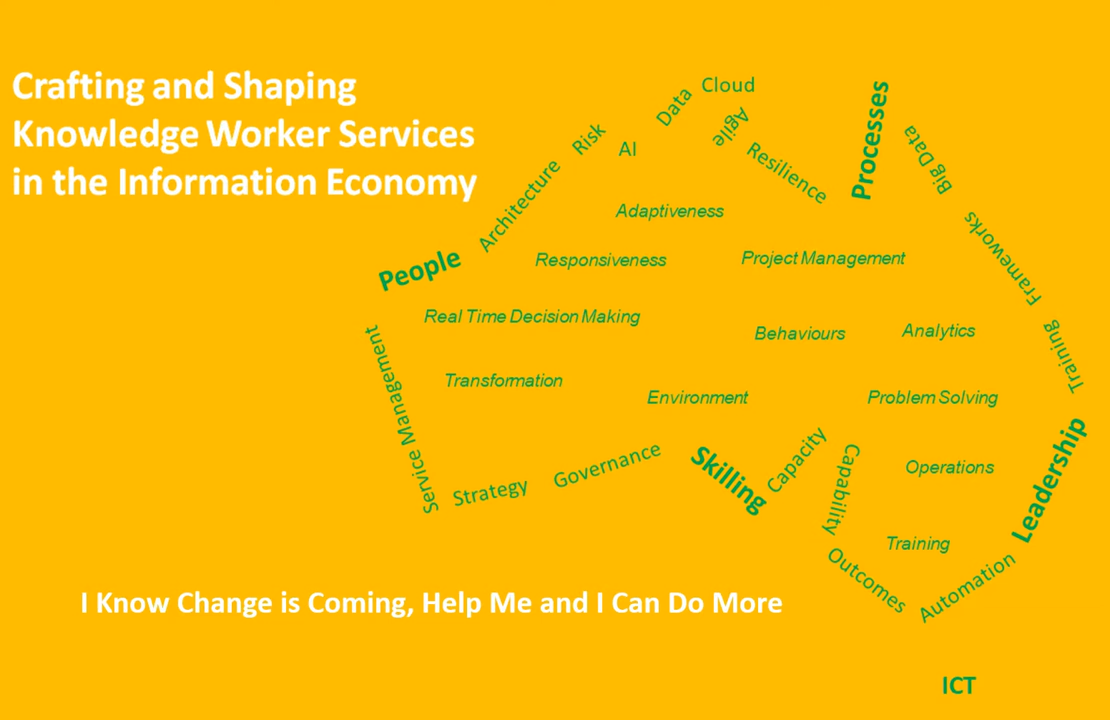 Crafting and Shaping
Knowledge Worker Services
in the Information Economy
Cloud
Data
Agile
Risk
AI
Resilience
Processes
Big Data
Architecture
Adaptiveness
People
Responsiveness
Project Management
Frameworks
Real Time Decision Making
Behaviours
Analytics
Training
Service Management
Transformation
Environment
Problem Solving
Strategy
Governance
Skilling
Capacity
Capability
Operations
Leadership
Training
Outcomes
Automation
I Know Change is Coming, Help Me and I Can Do More
ICT